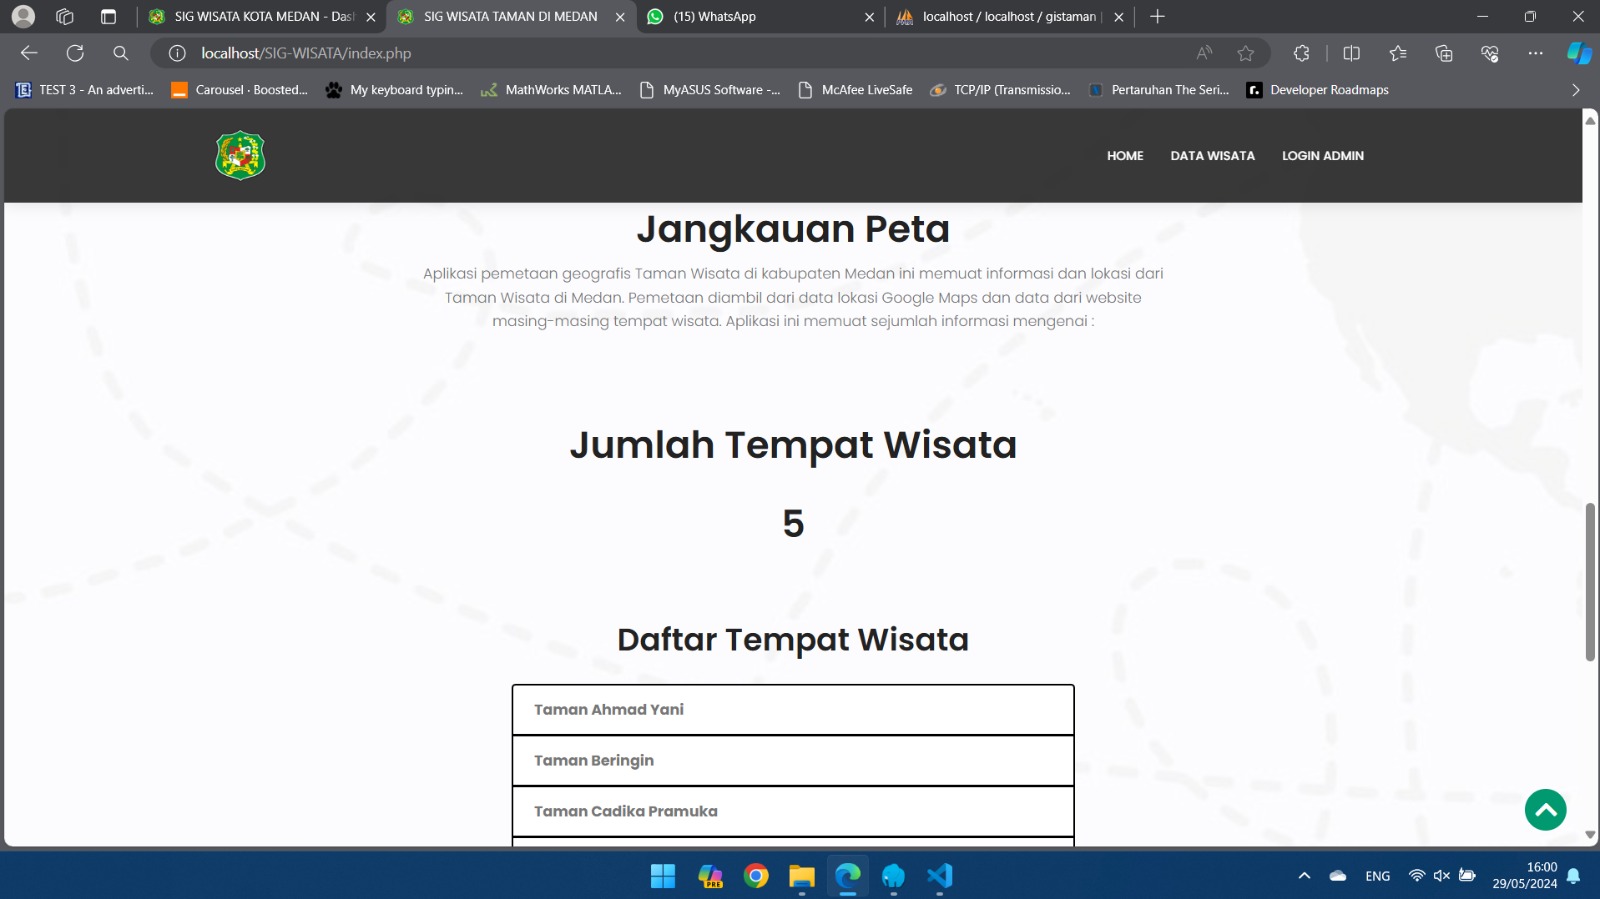 SIG WISATA KOTA MEDAN - Das
SIG WISATA TAMAN DI MEDAN
(15) WhatsApp
localhost / localhost / gistaman |
localhost/SIG-WISATA/index.php
TEST 3 - An adverti...
Carousel · Boosted...
My keyboard typin...
MathWorks MATLA...
MyASUS Software -...
McAfee LiveSafe
TCP/IP (Transmissio...
Pertaruhan The Seri...
Developer Roadmaps
HOME
DATA WISATA
LOGIN ADMIN
Jangkauan Peta
Aplikasi pemetaan geografis Taman Wisata di kabupaten Medan ini memuat informasi dan lokasi dari
Taman Wisata di Medan. Pemetaan diambil dari data lokasi Google Maps dan data dari website
masing-masing tempat wisata. Aplikasi ini memuat sejumlah informasi mengenai :
Jumlah Tempat Wisata
5
Daftar Tempat Wisata
Taman Ahmad Yani
Taman Beringin
Taman Cadika Pramuka
PRE
ENG
16:00
29/05/2024